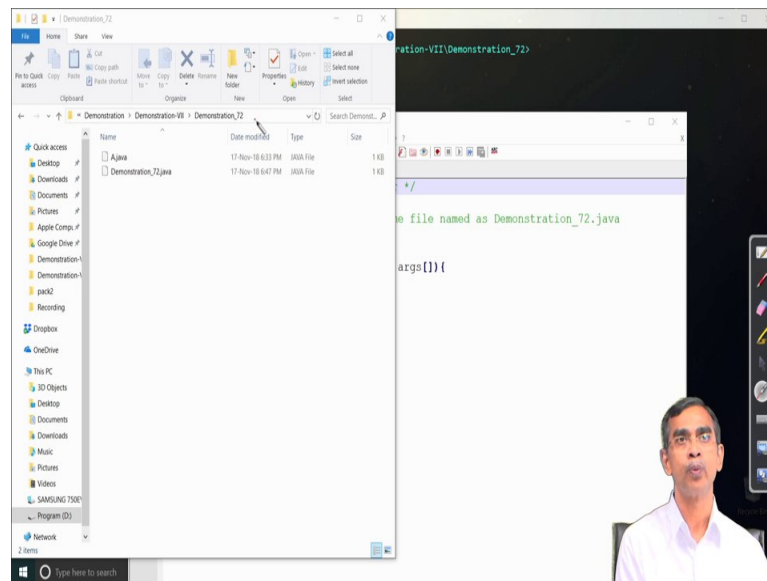 Demonstration_72
File Home Share View
Pin to Quick access
Copy
Paste
Cut
Copy path
Paste shortcut
Move to
Copy to
Delete
Rename
New folder
Properties
Open
Edit
History
Select all
Select none
Invert selection
Clipboard Organize New Open Select
« Demonstration > Demonstration-VII > Demonstration_72
Search Demonst...
Name Date modified Type Size
A.java 17-Nov-18 6:33 PM JAVA File 1 KB
Demonstration_72.java 17-Nov-18 6:47 PM JAVA File 1 KB
Quick access
Desktop
Downloads
Documents
Pictures
Apple Compu
Google Drive
Demonstration-V
Demonstration-V
pack2
Recording
Dropbox
OneDrive
This PC
3D Objects
Desktop
Documents
Downloads
Music
Pictures
Videos
SAMSUNG 750E
Program (D:)
Network
2 items
Type here to search
ration-VII\Demonstration_72>
?
X
*/
e file named as Demonstration_72.java
args[]){